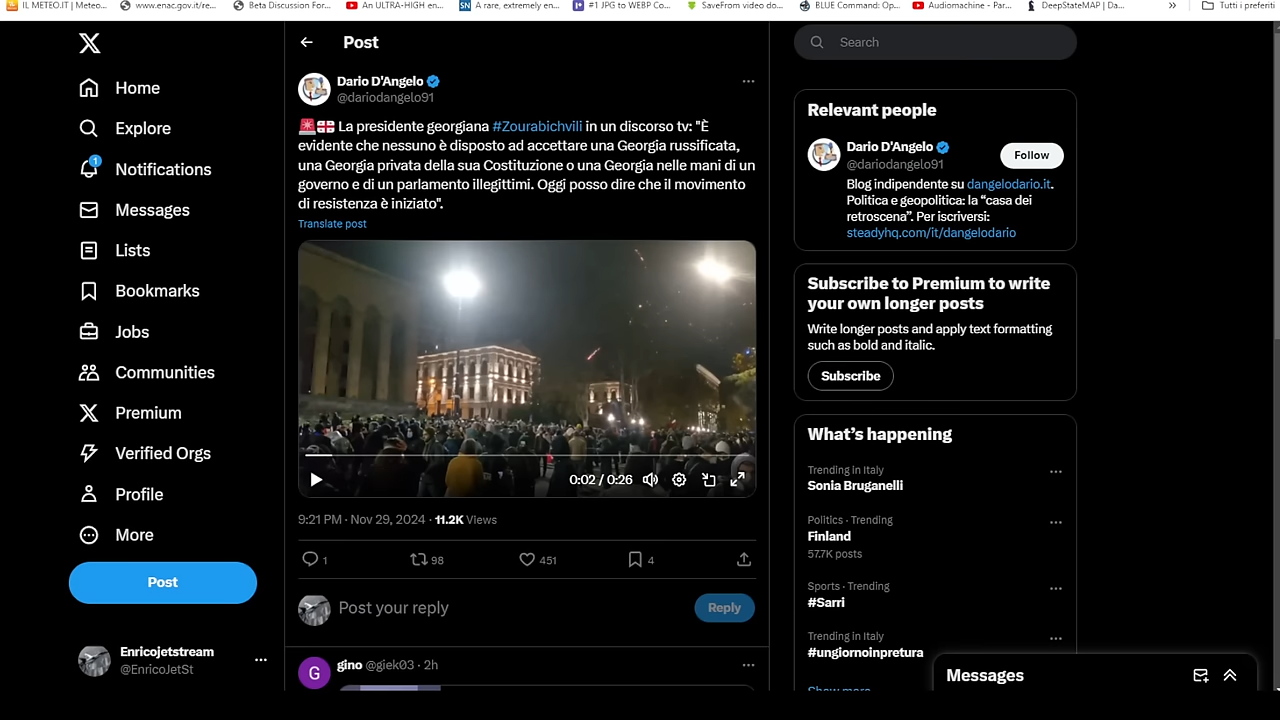 IL METEO.IT | Meteo...
www.enac.gov.it/re...
Beta Discussion For...
An ULTRA-HIGH en...
A rare, extremely en...
#1 JPG to WEBP Co...
SaveFrom video do...
BLUE Command: Op...
Audiomachine - Par...
DeepStateMAP | Da...
»
Tutti i preferiti
Home
Explore
1
Notifications
Messages
Lists
Bookmarks
Jobs
Communities
Premium
Verified Orgs
Profile
More
Post
Enricojetstream
@EnricoJetSt
Post
Dario D'Angelo
@dariodangelo91
La presidente georgiana #Zourabichvili in un discorso tv: "È
evidente che nessuno è disposto ad accettare una Georgia russificata,
una Georgia privata della sua Costituzione o una Georgia nelle mani di un
governo e di un parlamento illegittimi. Oggi posso dire che il movimento
di resistenza è iniziato".
Translate post
0:02 / 0:26
9:21 PM · Nov 29, 2024 · 11.2K Views
1 98 451 4
Post your reply
Reply
G
gino @giek03 · 2h
Search
Relevant people
Dario D'Angelo
@dariodangelo91
Follow
Blog indipendente su dangelodario.it.
Politica e geopolitica: la “casa dei
retroscena”. Per iscriversi:
steadyhq.com/it/dangelodario
Subscribe to Premium to write
your own longer posts
Write longer posts and apply text formatting
such as bold and italic.
Subscribe
What’s happening
Trending in Italy
Sonia Bruganelli
Politics · Trending
Finland
57.7K posts
Sports · Trending
#Sarri
Trending in Italy
#ungiornoinpretura
Show more
Messages